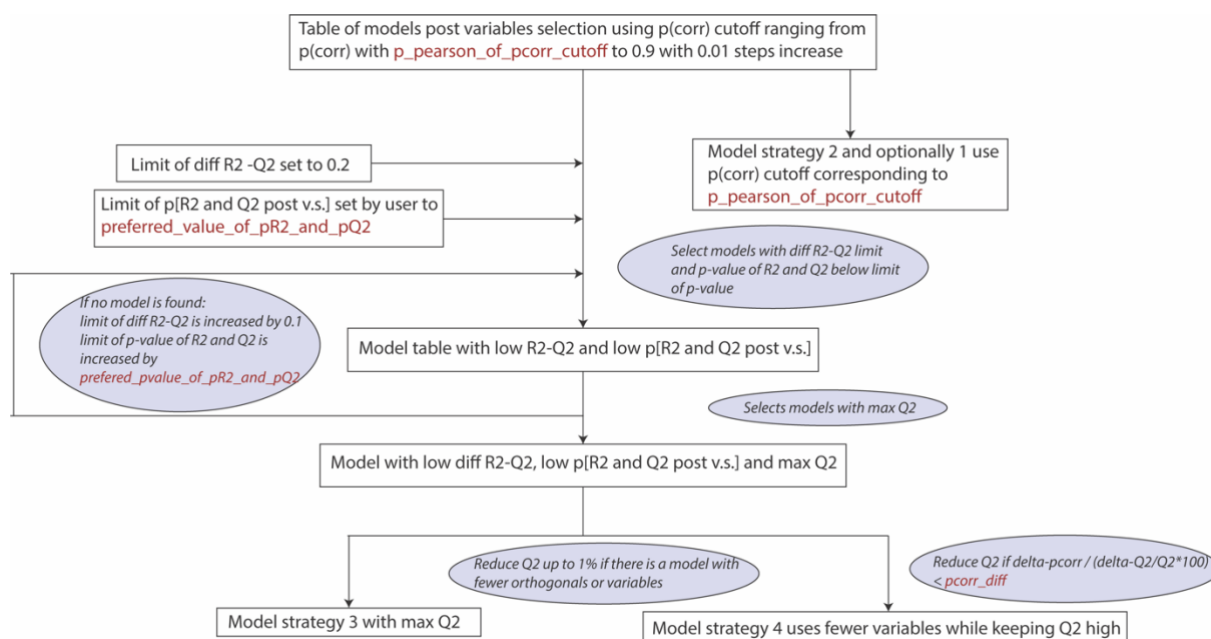 Table of models post variables selection using p(corr) cutoff ranging from
p(corr) with p_pearson_of_pcorr_cutoff to 0.9 with 0.01 steps increase
Limit of diff R2 -Q2 set to 0.2
Model strategy 2 and optionally 1 use
p(corr) cutoff corresponding to
p_pearson_of_pcorr_cutoff
Limit of p[R2 and Q2 post v.s.] set by user to
preferred_value_of_pR2_and_pQ2
Select models with diff R2-Q2 limit
and p-value of R2 and Q2 below limit
of p-value
If no model is found:
limit of diff R2-Q2 is increased by 0.1
limit of p-value of R2 and Q2 is
increased by
prefered_pvalue_of_pR2_and_pQ2
Model table with low R2-Q2 and low p[R2 and Q2 post v.s.]
Selects models with max Q2
Model with low diff R2-Q2, low p[R2 and Q2 post v.s.] and max Q2
Reduce Q2 up to 1% if there is a model with
fewer orthogonals or variables
Reduce Q2 if delta-pcorr / (delta-Q2/Q2*100)
< pcorr_diff
Model strategy 3 with max Q2
Model strategy 4 uses fewer variables while keeping Q2 high